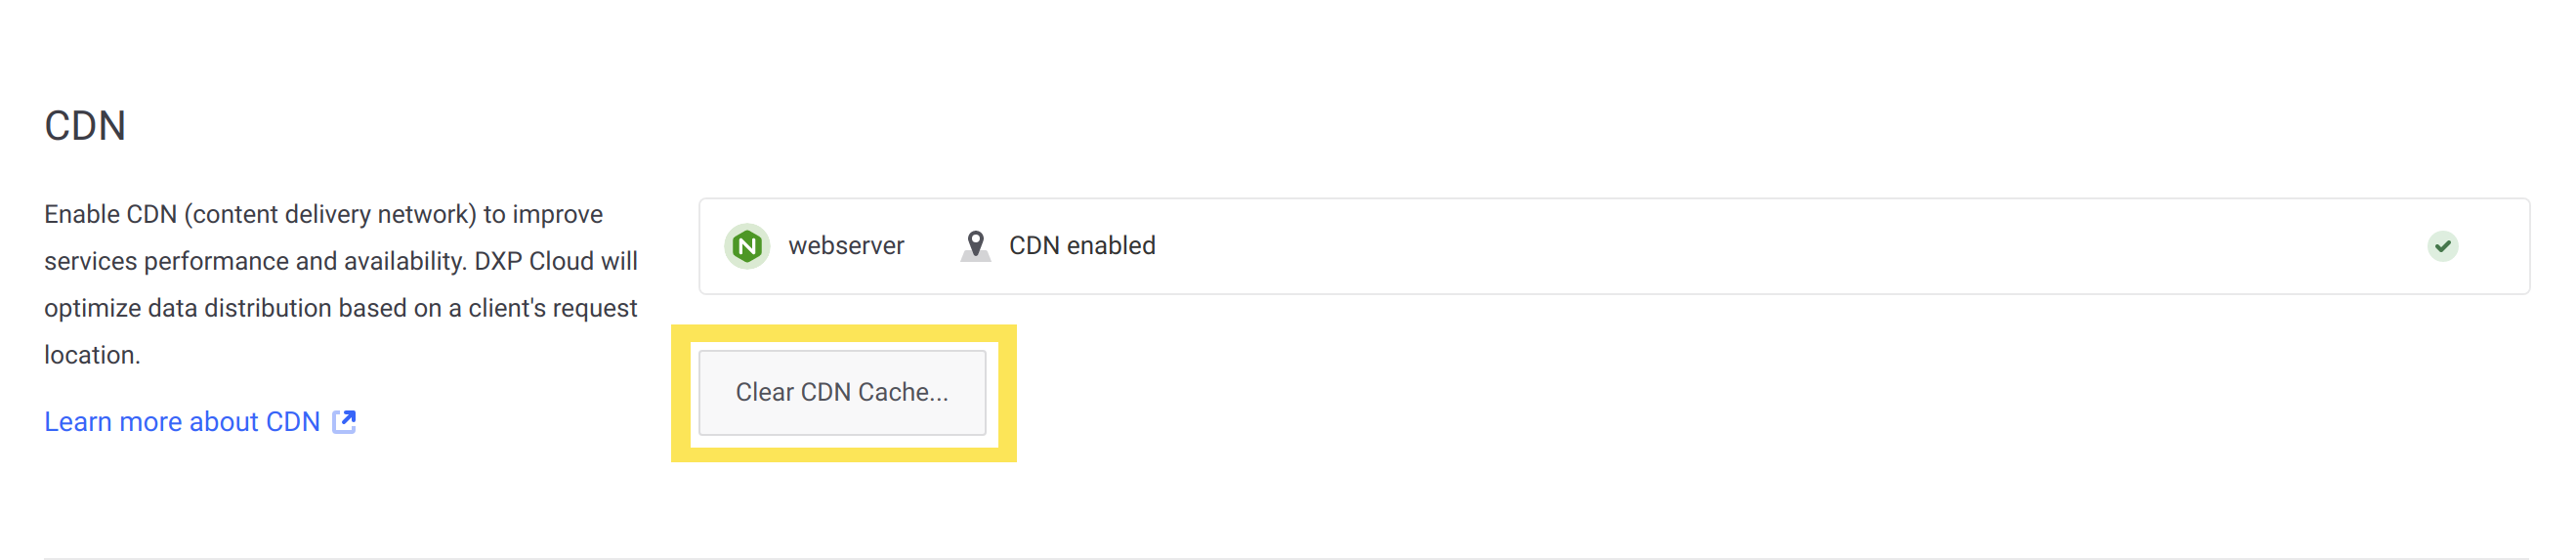 CDN
Enable CDN (content delivery network) to improve
services performance and availability. DXP Cloud will
optimize data distribution based on a client's request
location.
Learn more about CDN
webserver CDN enabled
Clear CDN Cache...